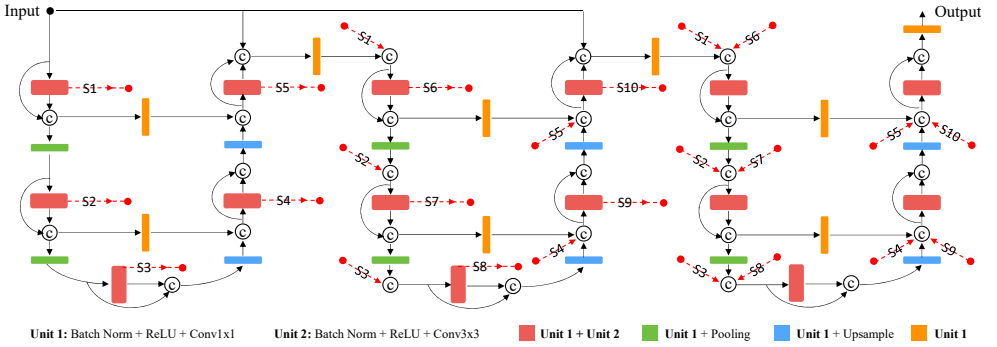 Input Output
S1 S1 S6
C C C C C
S1 S5 S6 S10
C C C C C C
S5 S5 S10
S2 S2 S7
C C C C C
S2 S4 S7 S9
C C C C C C
S4 S4 S9
S3 S8 S3 S8
C C C C C
Unit 1: Batch Norm + ReLU + Conv1x1 Unit 2: Batch Norm + ReLU + Conv3x3 Unit 1 + Unit 2 Unit 1 + Pooling Unit 1 + Upsample Unit 1